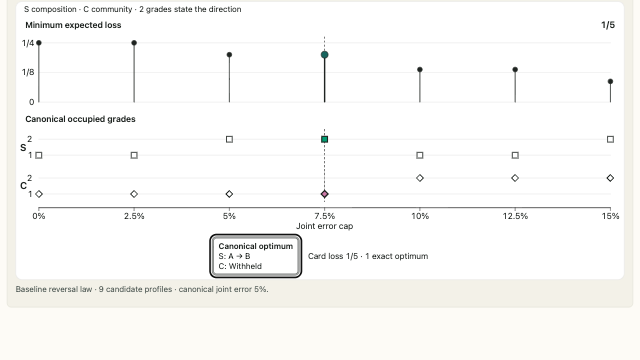 S composition · C community · 2 grades state the direction
Minimum expected loss 1/5
1/4
1/8
0
Canonical occupied grades
2
S
1
2
C
1
0% 2.5% 5% 7.5% 10% 12.5% 15%
Joint error cap
Canonical optimum
S: A → B
C: Withheld
Card loss 1/5 · 1 exact optimum
Baseline reversal law · 9 candidate profiles · canonical joint error 5%.